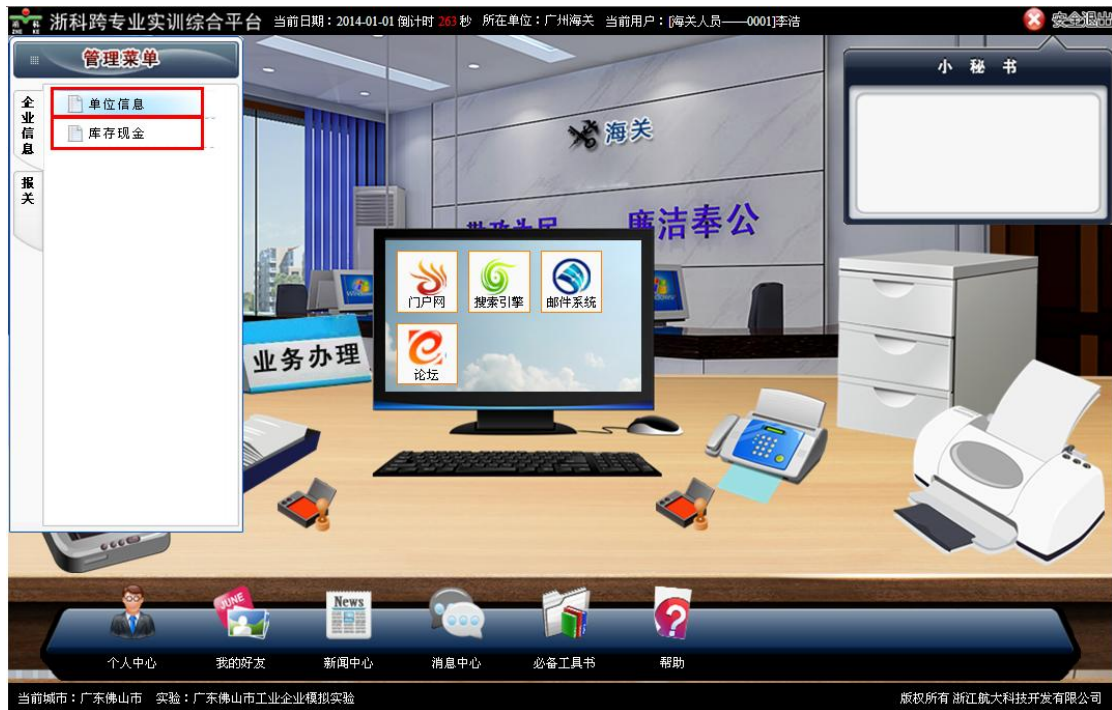 浙科跨专业实训综合平台 当前日期：2014-01-01 倒计时 263 秒 所在单位：广州海关 当前用户：[海关人员——0001]李洁 安全退出
ZHE KE
管理菜单
企业信息
单位信息
库存现金
报关
小秘书
海关
廉洁奉公
业务办理
门户网
搜索引擎
邮件系统
论坛
JUNE
News
个人中心
我的好友
新闻中心
消息中心
必备工具书
帮助
当前城市：广东佛山市 实验：广东佛山市工业企业模拟实验
版权所有 浙江航大科技开发有限公司